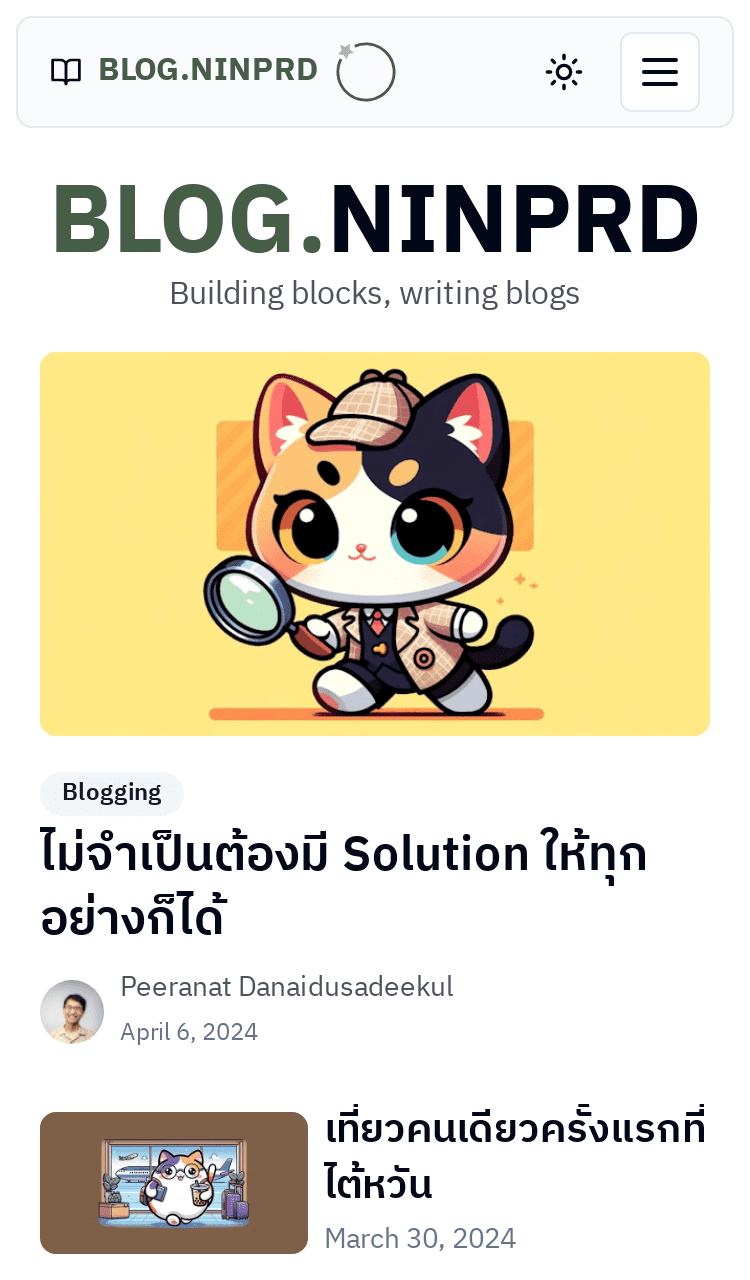 BLOG.NINPRD
BLOG.NINPRD
Building blocks, writing blogs
Blogging
ไม่จำเป็นต้องมี Solution ให้ทุก
อย่างก็ได้
Peeranat Danaidusadeekul
April 6, 2024
เที่ยวคนเดียวครั้งแรกที่
ไต้หวัน
March 30, 2024